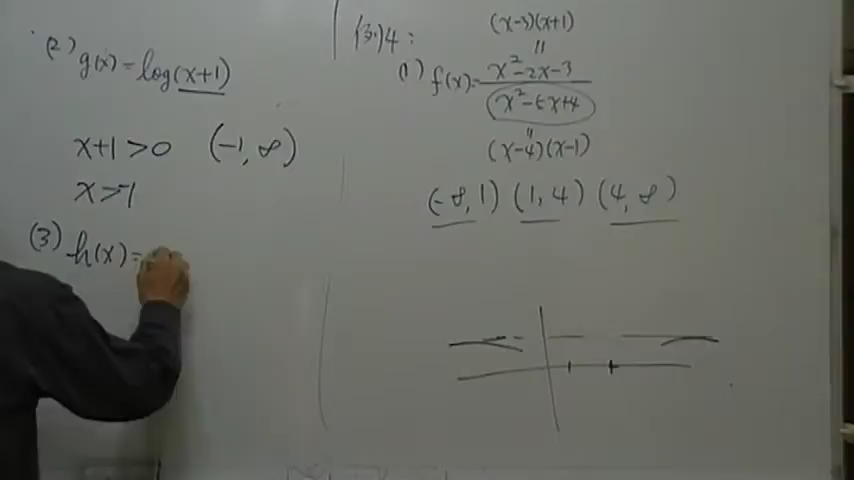 (2) g(x)=log(x+1)
x+1>0 (-1, ∞)
x>-1
(3) h(x)=
(3.)4:
(x-3)(x+1)
=
(1) f(x)= x²-2x-3
x²-5x+4
=
(x-4)(x-1)
(-∞, 1) (1, 4) (4, ∞)